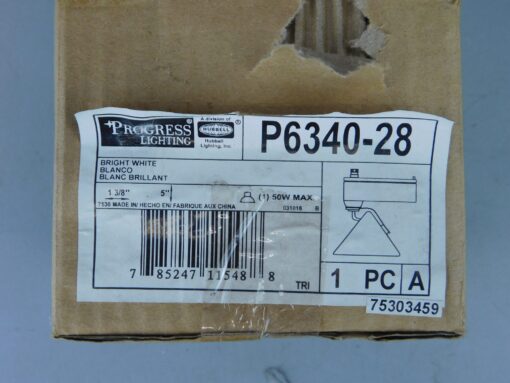 PROGRESS
LIGHTING
A division of
HUBBELL
Hubbell
Lighting, Inc.
P6340-28
BRIGHT WHITE
BLANCO
BLANC BRILLANT
1 3/8" 5" (1) 50W MAX
7536 MADE IN/ HECHO EN/ FABRIQUE AUX CHINA 031016 B
7 85247 11548 8
TRI
1 PC A
75303459